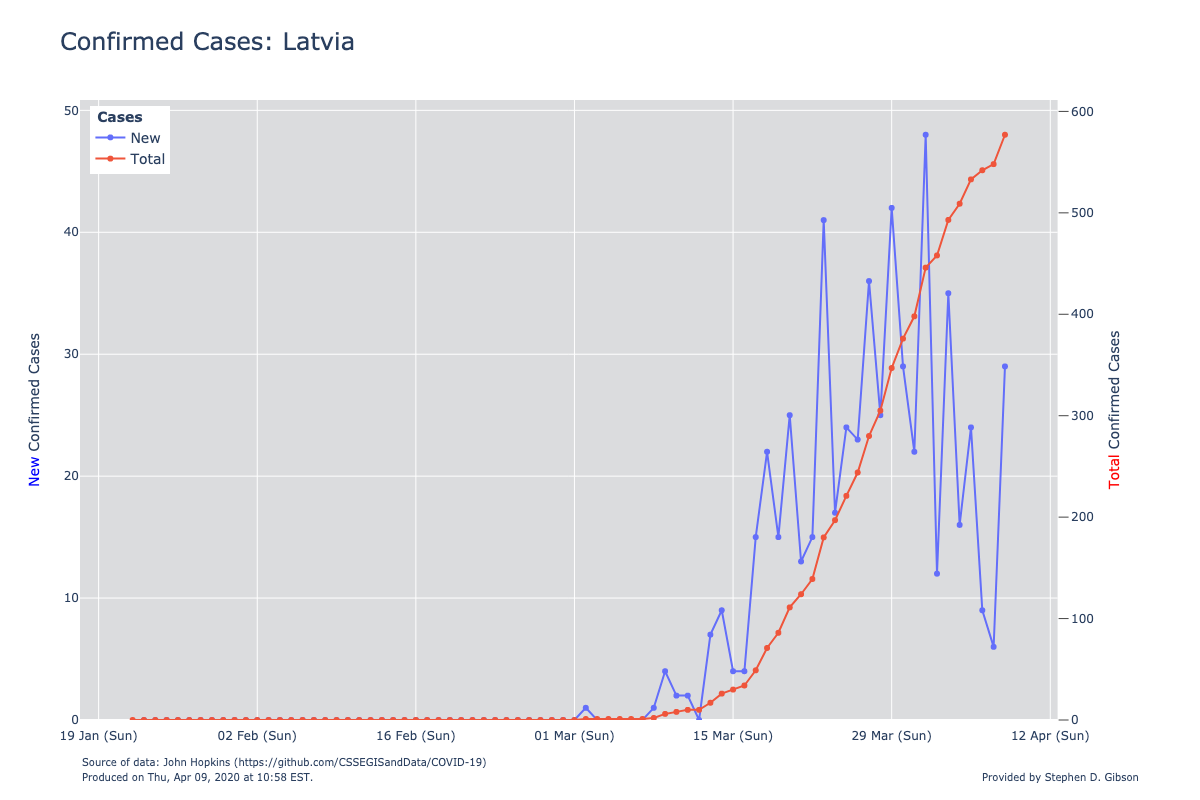 Confirmed Cases: Latvia
Cases
New
Total
50
40
30
20
10
0
New Confirmed Cases
600
500
400
300
200
100
0
Total Confirmed Cases
19 Jan (Sun)
02 Feb (Sun)
16 Feb (Sun)
01 Mar (Sun)
15 Mar (Sun)
29 Mar (Sun)
12 Apr (Sun)
Source of data: John Hopkins (https://github.com/CSSEGISandData/COVID-19)
Produced on Thu, Apr 09, 2020 at 10:58 EST.
Provided by Stephen D. Gibson